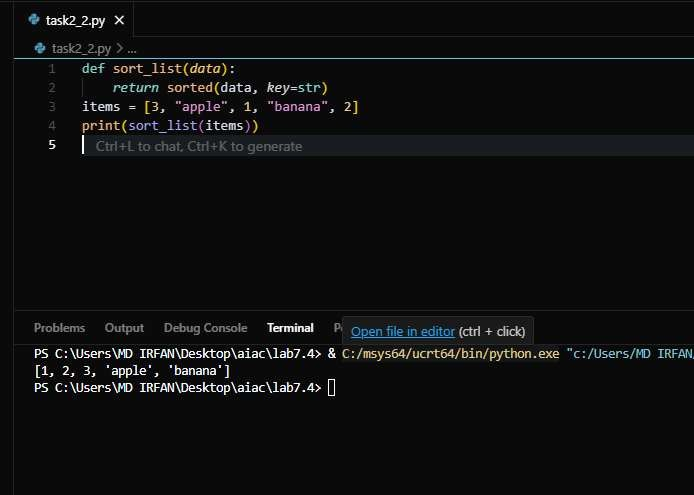 task2_2.py
task2_2.py > ...
1 def sort_list(data):
2 return sorted(data, key=str)
3 items = [3, "apple", 1, "banana", 2]
4 print(sort_list(items))
5 Ctrl+L to chat, Ctrl+K to generate
Problems Output Debug Console Terminal
Open file in editor (ctrl + click)
PS C:\Users\MD IRFAN\Desktop\aiac\lab7.4> & C:/msys64/ucrt64/bin/python.exe "c:/Users/MD IRFAN/
[1, 2, 3, 'apple', 'banana']
PS C:\Users\MD IRFAN\Desktop\aiac\lab7.4>